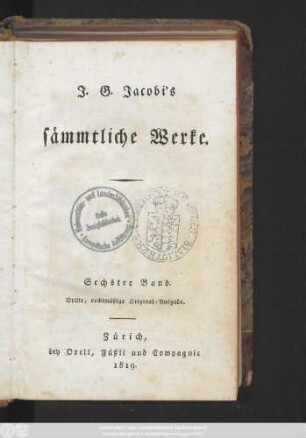 J. G. Jacobi's
sämmtliche Werke.
Sechster Band.
Dritte, rechtmäßige Original-Ausgabe.
Zürich,
bey Orell, Füßli und Compagnie
1819.